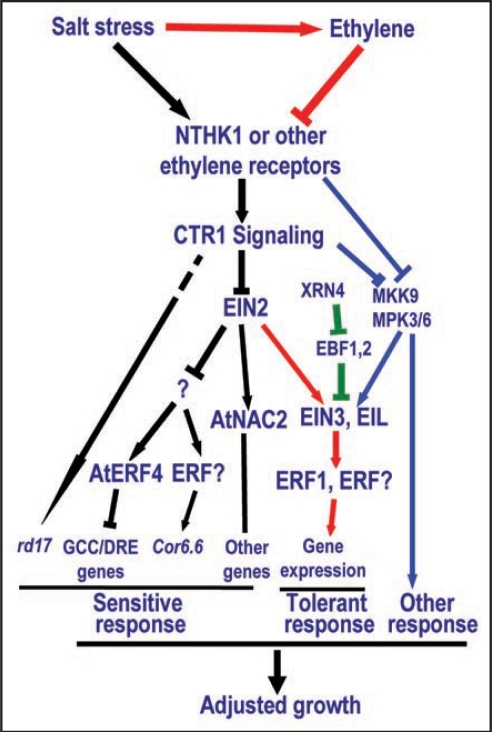 Salt stress
Ethylene
NTHK1 or other
ethylene receptors
CTR1 Signaling
XRN4
MKK9
EIN2
MPK3/6
EBF1,2
?
AtNAC2
EIN3, EIL
AtERF4
ERF?
ERF1, ERF?
rd17
GCC/DRE
genes
Cor6.6
Other
genes
Gene
expression
Sensitive
response
Tolerant
response
Other
response
Adjusted growth